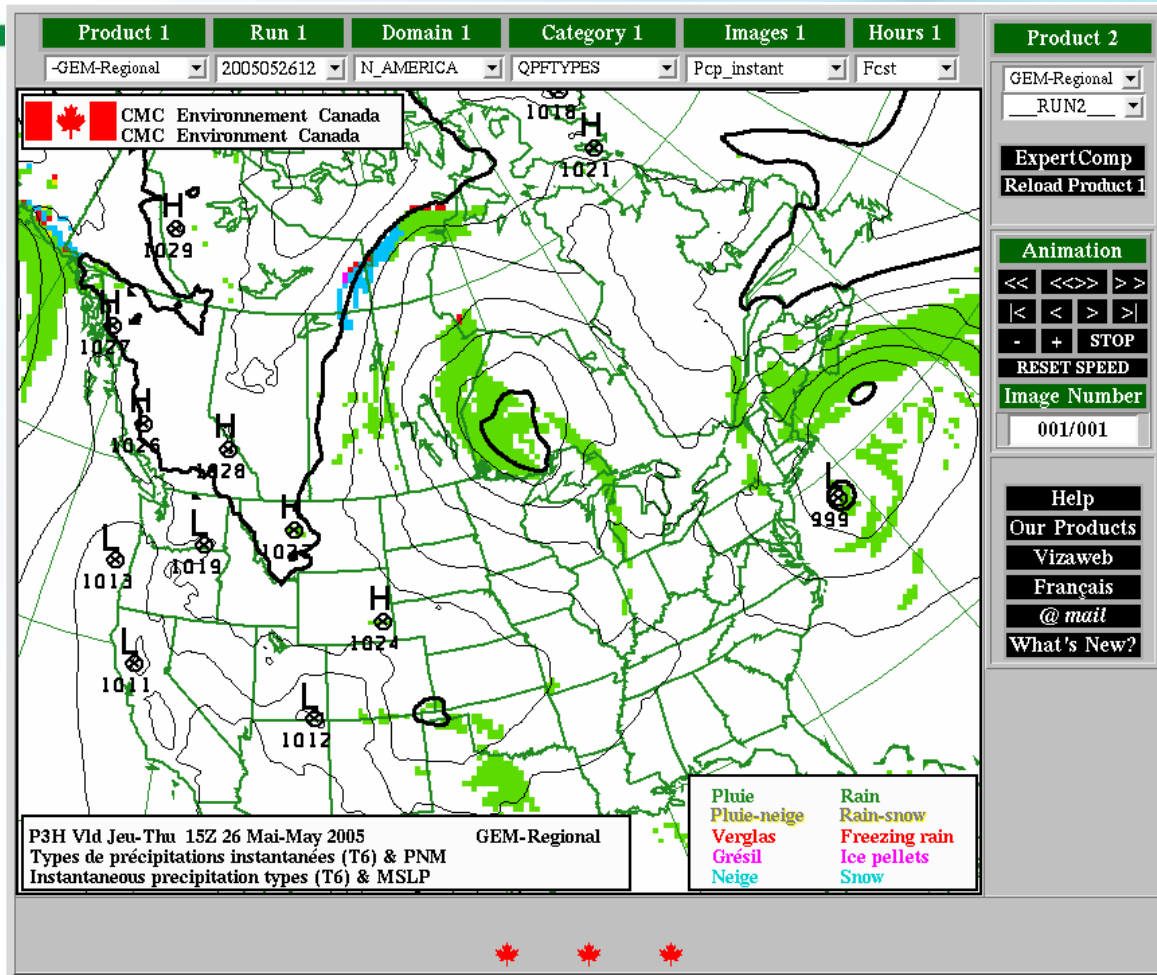 Product 1 Run 1 Domain 1 Category 1 Images 1 Hours 1
-GEM-Regional 2005052612 N_AMERICA QPFTYPES Pcp_instant Fcst
CMC Environnement Canada
CMC Environment Canada
1018
H
1021
H
1029
H
1027
H
1026
H
1028
H
L
1013
L
1019
L
999
H
1024
L
1011
L
1012
P3H Vld Jeu-Thu 15Z 26 Mai-May 2005 GEM-Regional
Types de précipitations instantanées (T6) & PNM
Instantaneous precipitation types (T6) & MSLP
Pluie Rain
Pluie-neige Rain-snow
Verglas Freezing rain
Grésil Ice pellets
Neige Snow
Product 2
GEM-Regional
___RUN2___
ExpertComp
Reload Product 1
Animation
<< <<>> >>
|< < > >|
- + STOP
RESET SPEED
Image Number
001/001
Help
Our Products
Vizaweb
Français
@ mail
What's New?